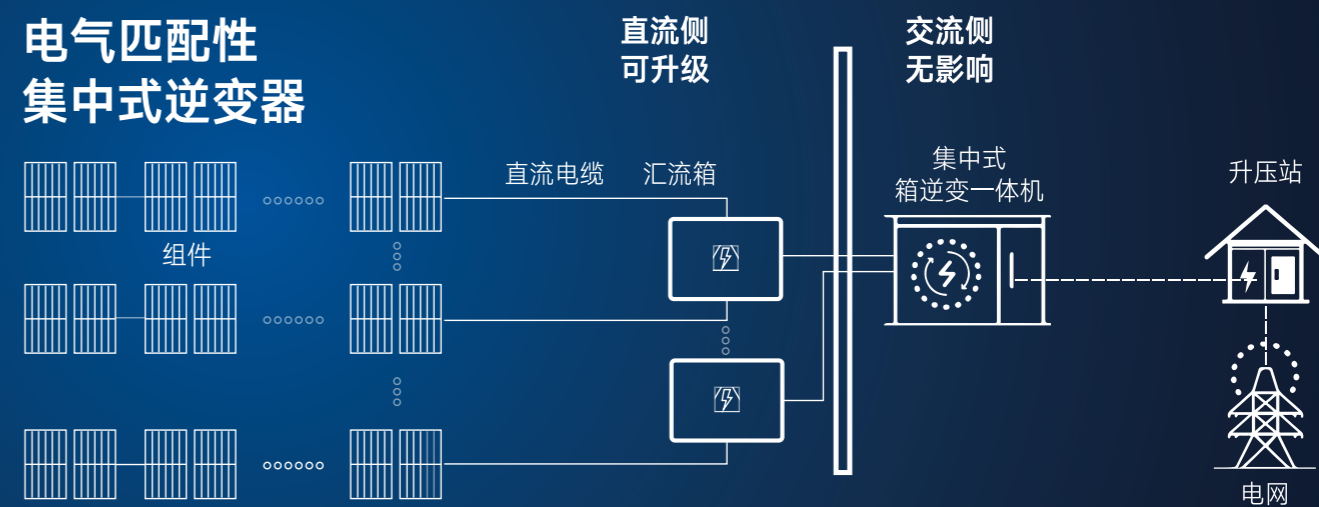 电气匹配性
集中式逆变器
直流侧
可升级
交流侧
无影响
直流电缆
汇流箱
集中式
箱逆变一体机
升压站
组件
电网